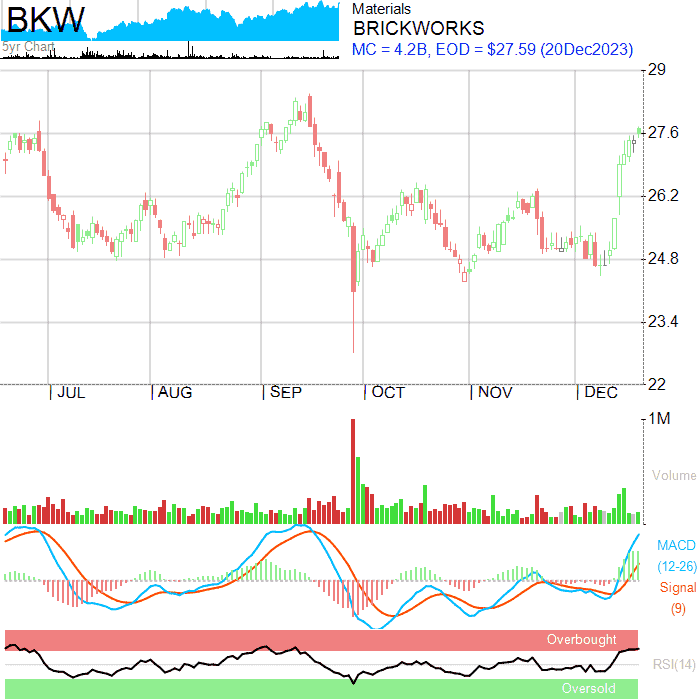 BKW
5yr Chart
Materials
BRICKWORKS
MC = 4.2B, EOD = $27.59 (20Dec2023)
29
27.6
26.2
24.8
23.4
22
JUL AUG SEP OCT NOV DEC
1M
Volume
MACD
(12-26)
Signal
(9)
Overbought
RSI(14)
Oversold